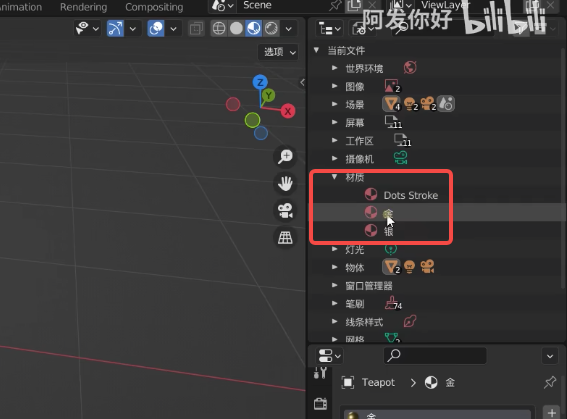 Animation Rendering Compositing Scene ViewLayer
阿发你好 bilibili
选项
当前文件
世界环境
图像 2
场景 4 2 2
屏幕 11
工作区 11
摄像机
材质
Dots Stroke
金
银
灯光
物体 2
窗口管理器
笔刷 74
线条样式
网格 2
Z
Y
X
Teapot 金
金